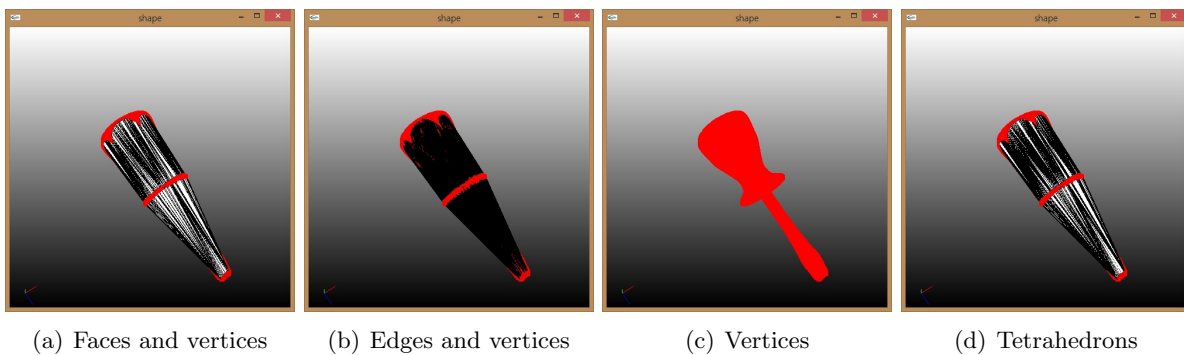 shape
shape
shape
shape
(a) Faces and vertices
(b) Edges and vertices
(c) Vertices
(d) Tetrahedrons